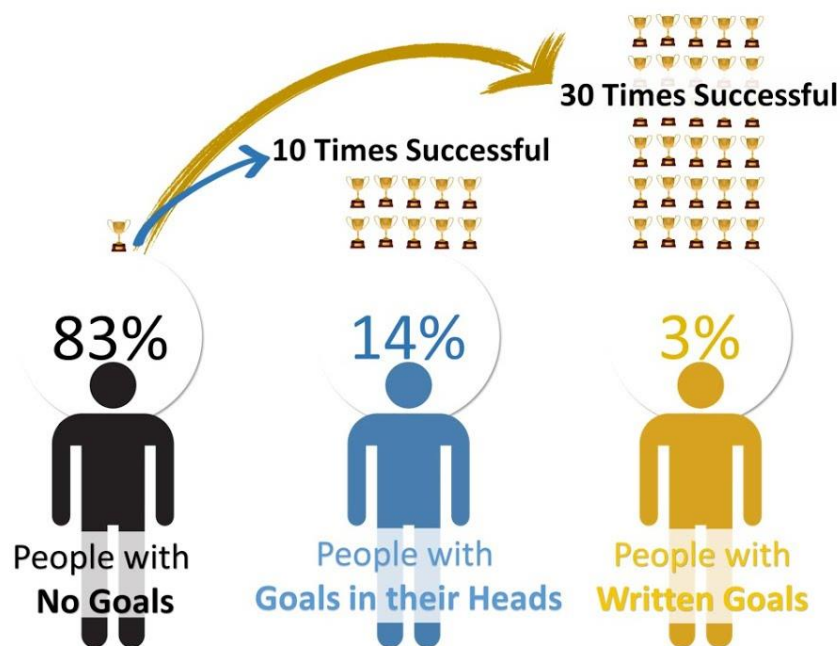 30 Times Successful
10 Times Successful
83%
14%
3%
People with
No Goals
People with
Goals in their Heads
People with
Written Goals